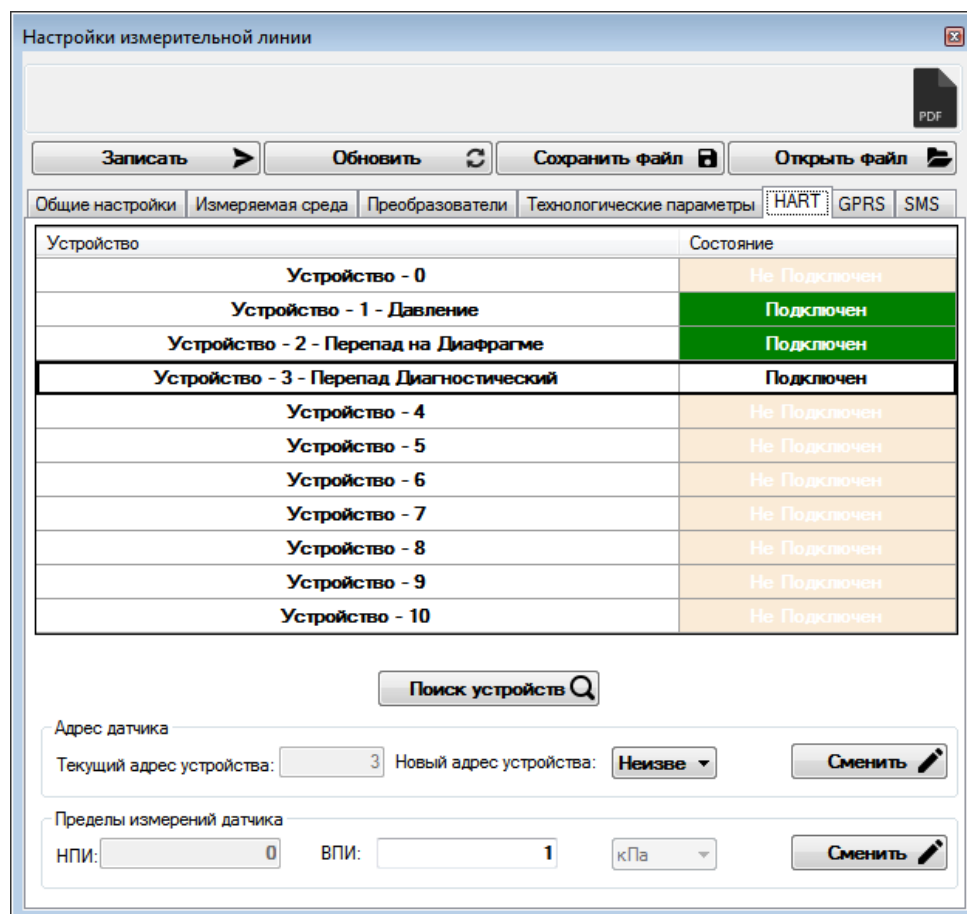 Настройки измерительной линии
PDF
Записать Обновить Сохранить файл Открыть файл
Общие настройки Измеряемая среда Преобразователи Технологические параметры HART GPRS SMS
Устройство Состояние
Устройство - 0 Не Подключен
Устройство - 1 - Давление Подключен
Устройство - 2 - Перепад на Диафрагме Подключен
Устройство - 3 - Перепад Диагностический Подключен
Устройство - 4 Не Подключен
Устройство - 5 Не Подключен
Устройство - 6 Не Подключен
Устройство - 7 Не Подключен
Устройство - 8 Не Подключен
Устройство - 9 Не Подключен
Устройство - 10 Не Подключен
Поиск устройств
Адрес датчика
Текущий адрес устройства: 3 Новый адрес устройства: Неизве Сменить
Пределы измерений датчика
НПИ: 0 ВПИ: 1 кПа Сменить